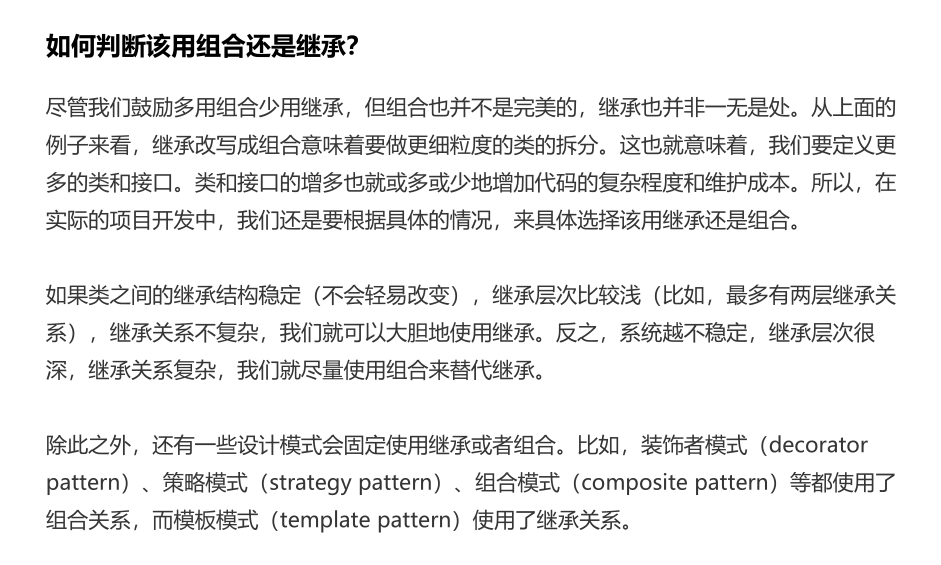 如何判断该用组合还是继承？
尽管我们鼓励多用组合少用继承，但组合也并不是完美的，继承也并非一无是处。从上面的
例子来看，继承改写成组合意味着要做更细粒度的类的拆分。这也就意味着，我们要定义更
多的类和接口。类和接口的增多也就或多或少地增加代码的复杂程度和维护成本。所以，在
实际的项目开发中，我们还是要根据具体的情况，来具体选择该用继承还是组合。
如果类之间的继承结构稳定（不会轻易改变），继承层次比较浅（比如，最多有两层继承关
系），继承关系不复杂，我们就可以大胆地使用继承。反之，系统越不稳定，继承层次很
深，继承关系复杂，我们就尽量使用组合来替代继承。
除此之外，还有一些设计模式会固定使用继承或者组合。比如，装饰者模式（decorator
pattern）、策略模式（strategy pattern）、组合模式（composite pattern）等都使用了
组合关系，而模板模式（template pattern）使用了继承关系。